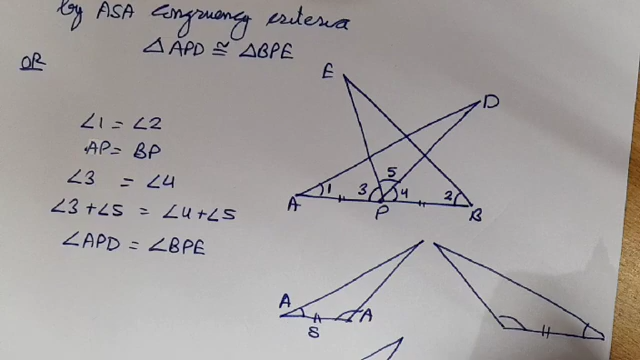 by ASA congruency criteria
△APD ≅ △BPE
OR
∠1 = ∠2
AP = BP
∠3 = ∠4
∠3+∠5 = ∠4+∠5
∠APD = ∠BPE
E
D
5
1
3
4
2
A
P
B
A
A
S